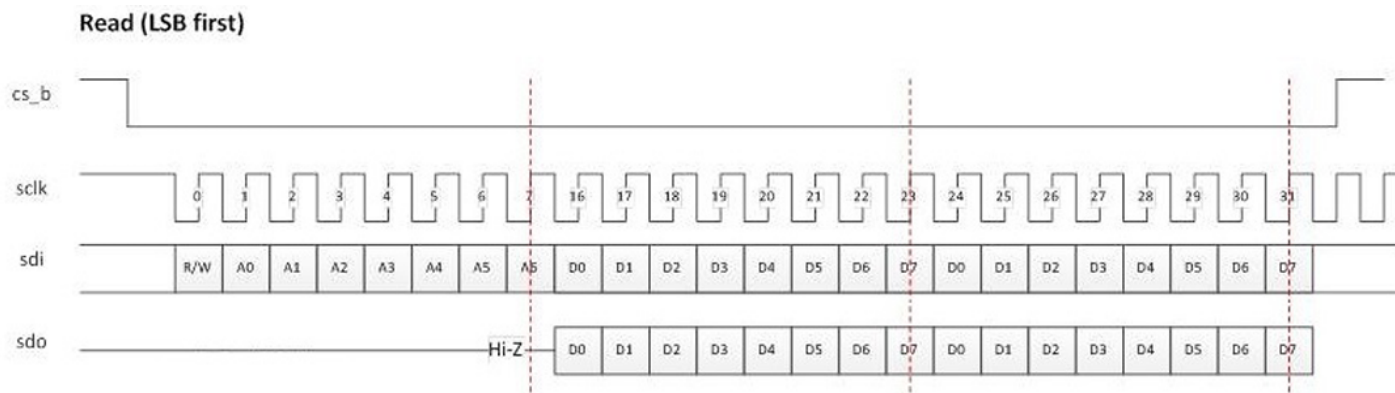 Read (LSB first)
cs_b
sclk 0 1 2 3 4 5 6 7 16 17 18 19 20 21 22 23 24 25 26 27 28 29 30 31
sdi R/W A0 A1 A2 A3 A4 A5 A6 D0 D1 D2 D3 D4 D5 D6 D7 D0 D1 D2 D3 D4 D5 D6 D7
sdo Hi-Z D0 D1 D2 D3 D4 D5 D6 D7 D0 D1 D2 D3 D4 D5 D6 D7